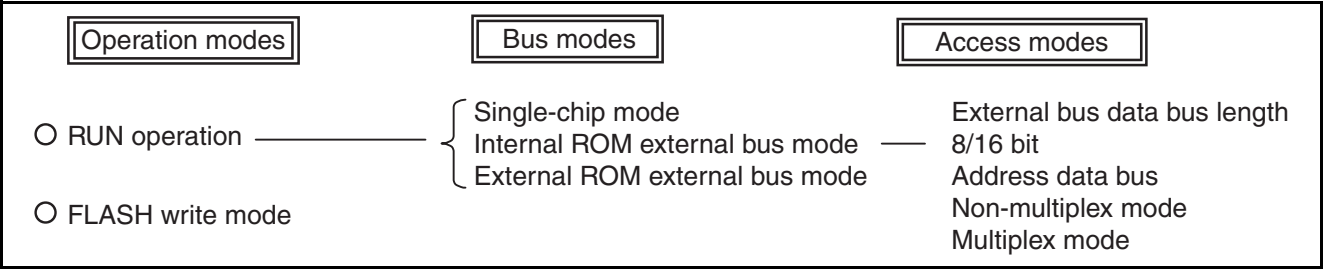 Operation modes
Bus modes
Access modes
RUN operation
FLASH write mode
Single-chip mode
Internal ROM external bus mode
External ROM external bus mode
External bus data bus length
8/16 bit
Address data bus
Non-multiplex mode
Multiplex mode